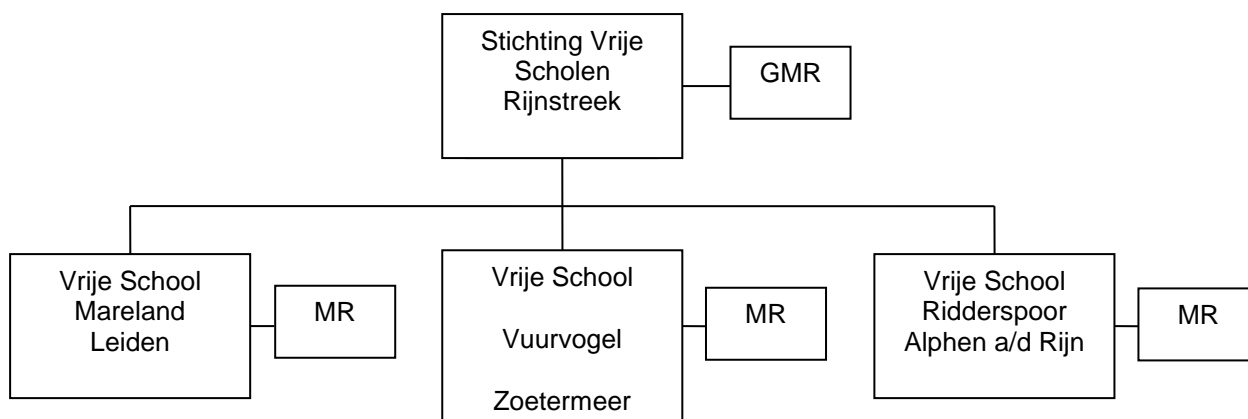 Stichting Vrije
Scholen
Rijnstreek
GMR
Vrije School
Mareland
Leiden
MR
Vrije School
Vuurvogel
Zoetermeer
MR
Vrije School
Ridderspoor
Alphen a/d Rijn
MR